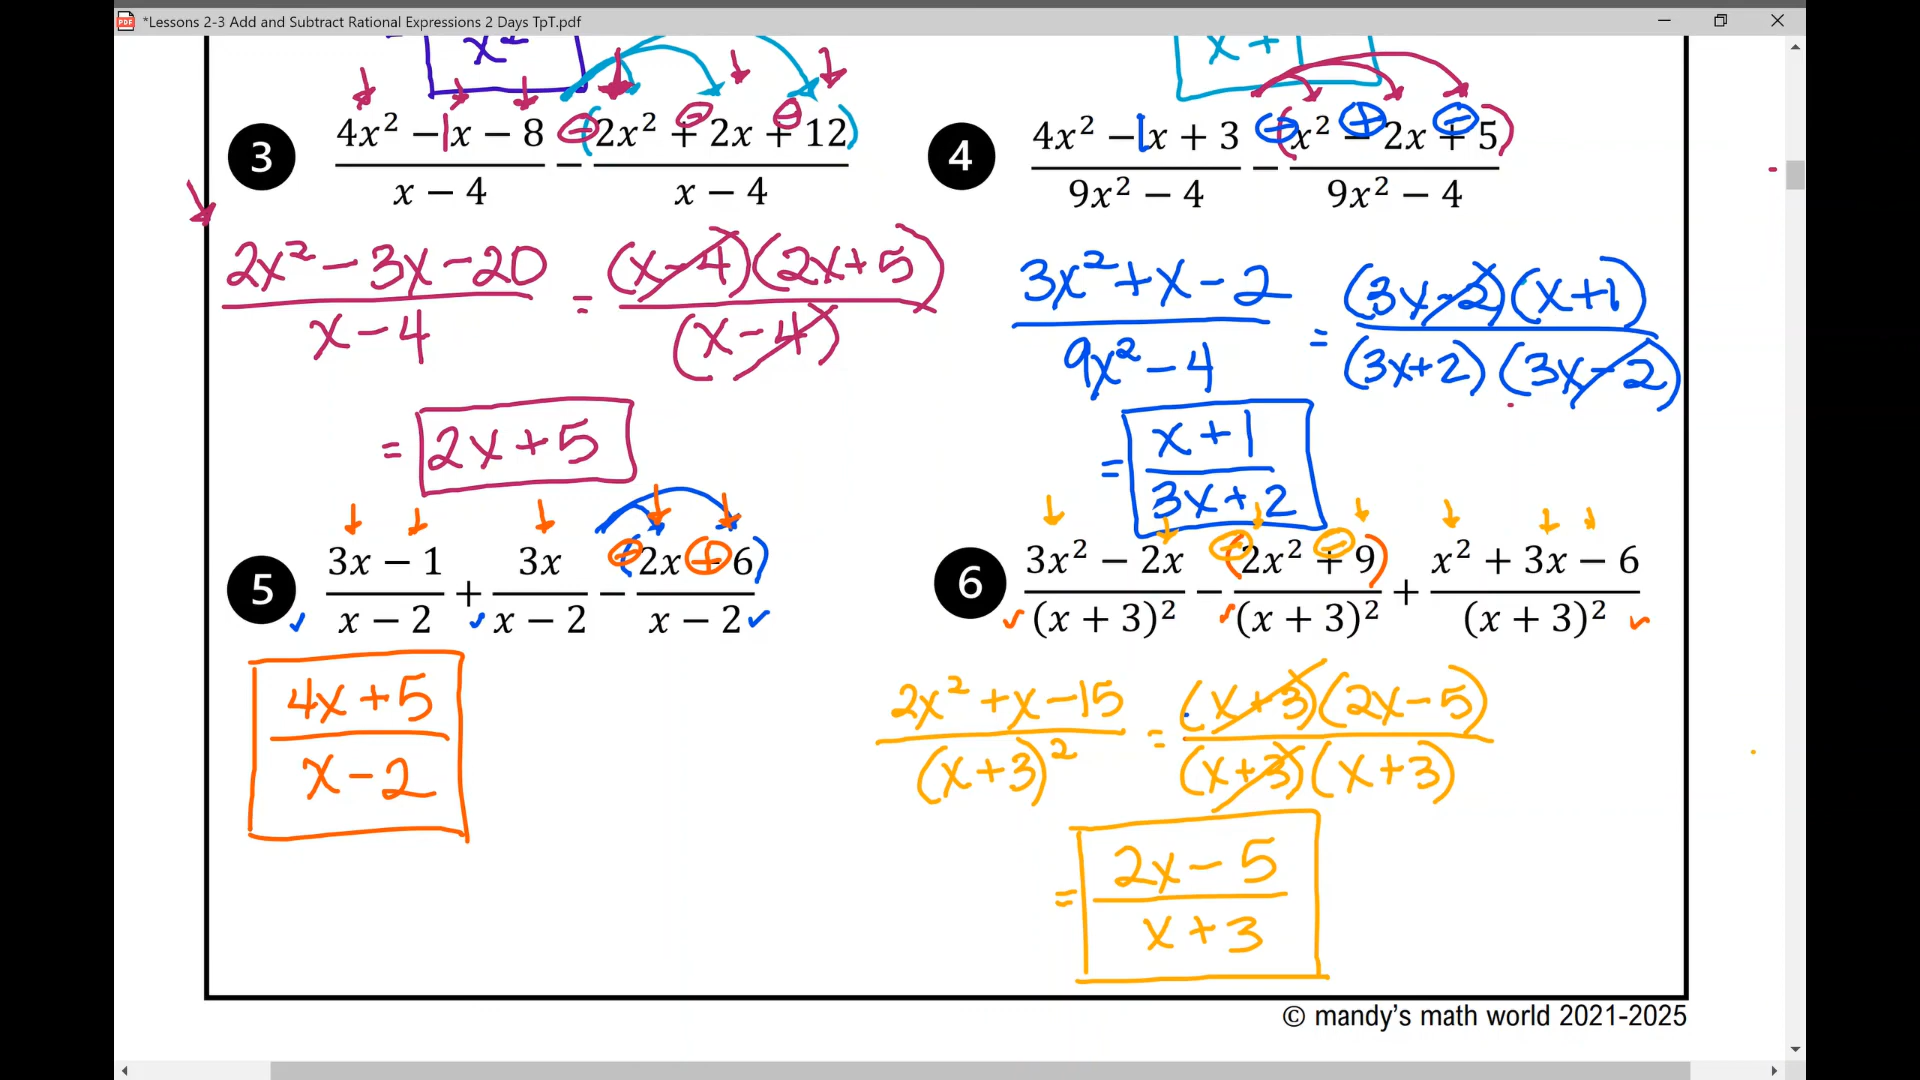 *Lessons 2-3 Add and Subtract Rational Expressions 2 Days TpT.pdf
x²
x + 1
3
4x² − 1x − 8 / x − 4 − (2x² + 2x + 12) / x − 4
2x² − 3x − 20 / x − 4 = (x − 4)(2x + 5) / (x − 4)
= 2x + 5
4
4x² − 1x + 3 / 9x² − 4 − (x² − 2x + 5) / 9x² − 4
3x² + x − 2 / 9x² − 4 = (3x − 2)(x + 1) / (3x + 2)(3x − 2)
= x + 1 / 3x + 2
5
3x − 1 / x − 2 + 3x / x − 2 − (2x − 6) / x − 2
4x + 5 / x − 2
6
3x² − 2x / (x + 3)² − (2x² + 9) / (x + 3)² + x² + 3x − 6 / (x + 3)²
2x² + x − 15 / (x + 3)² = (x + 3)(2x − 5) / (x + 3)(x + 3)
= 2x − 5 / x + 3
© mandy's math world 2021-2025